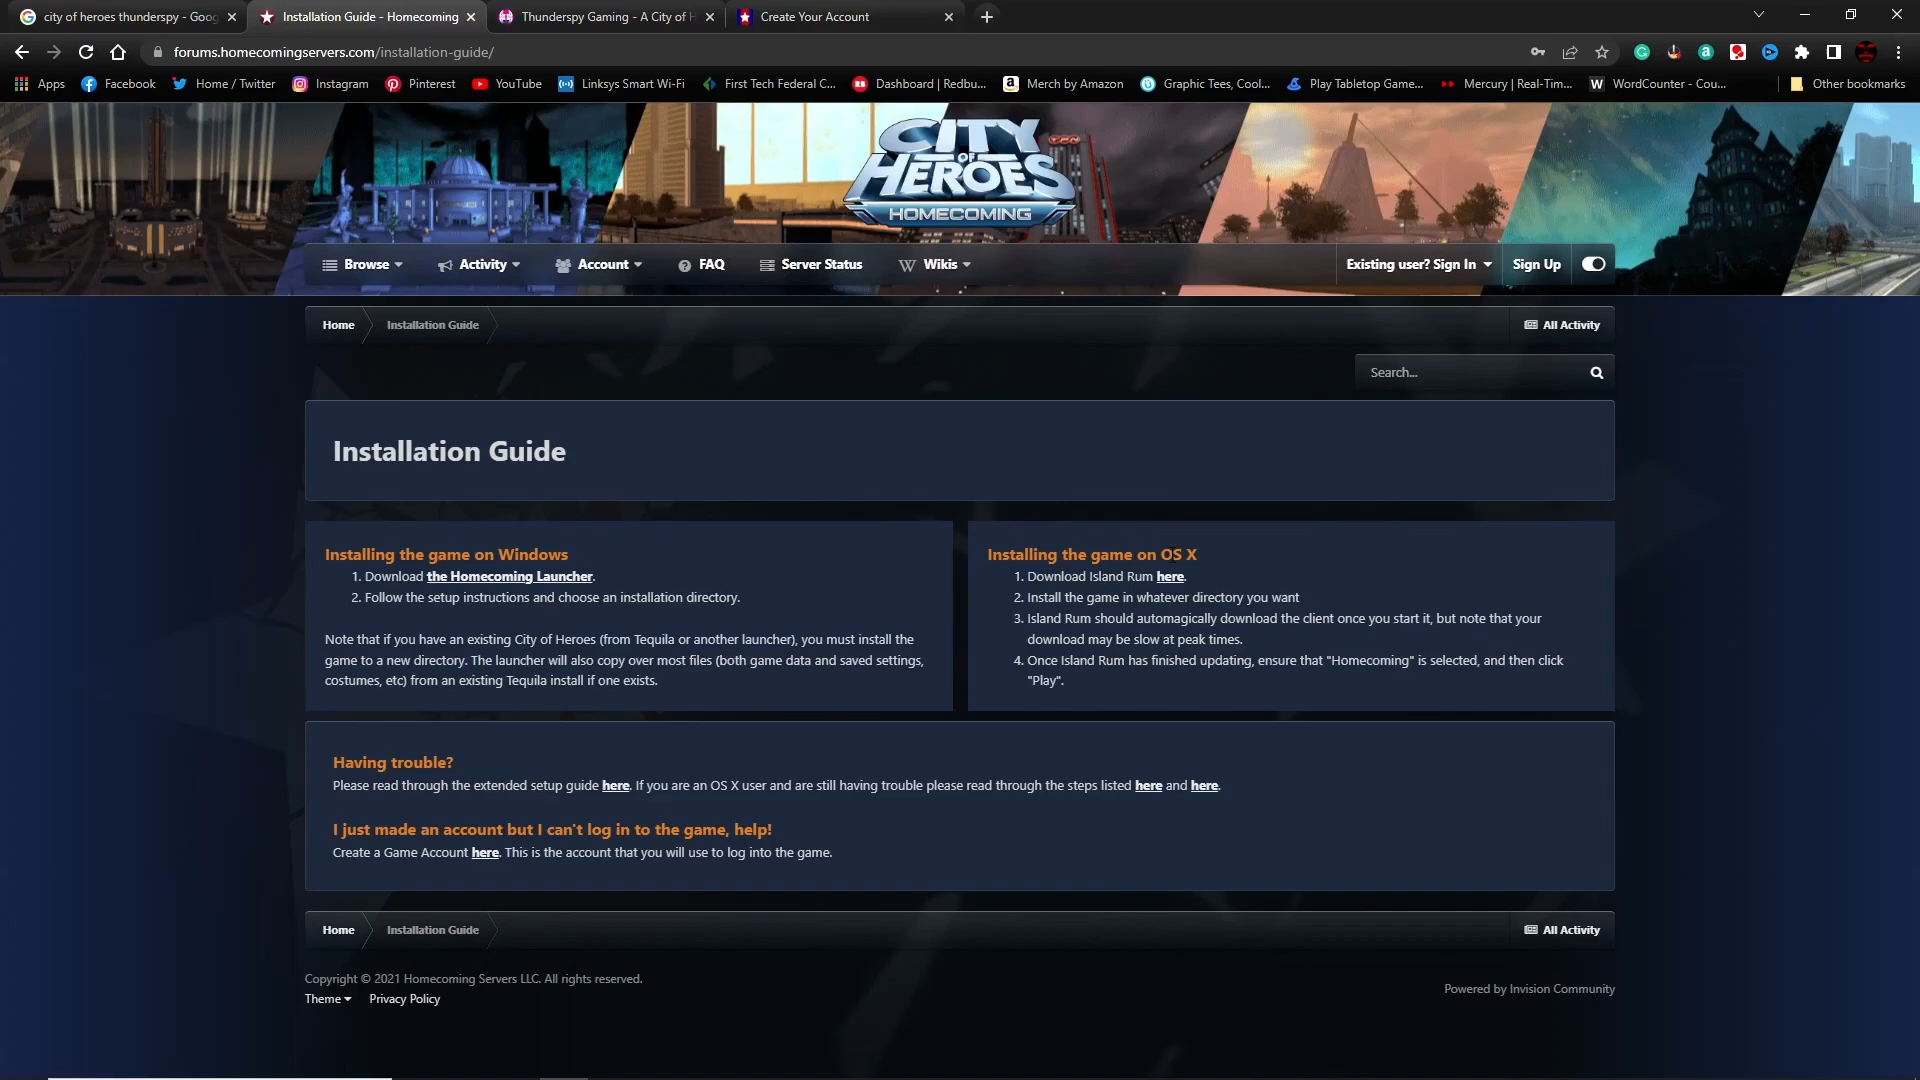 city of heroes thunderspy - Goog
Installation Guide - Homecoming
Thunderspy Gaming - A City of H
Create Your Account
forums.homecomingservers.com/installation-guide/
Apps
Facebook
Home / Twitter
Instagram
Pinterest
YouTube
Linksys Smart Wi-Fi
First Tech Federal C...
Dashboard | Redbu...
Merch by Amazon
Graphic Tees, Cool...
Play Tabletop Game...
Mercury | Real-Tim...
WordCounter - Cou...
Other bookmarks
CITY
OF
HEROES
HOMECOMING
Browse
Activity
Account
FAQ
Server Status
Wikis
Existing user? Sign In
Sign Up
Home
Installation Guide
All Activity
Search...
Installation Guide
Installing the game on Windows
1. Download the Homecoming Launcher.
2. Follow the setup instructions and choose an installation directory.
Note that if you have an existing City of Heroes (from Tequila or another launcher), you must install the
game to a new directory. The launcher will also copy over most files (both game data and saved settings,
costumes, etc) from an existing Tequila install if one exists.
Installing the game on OS X
1. Download Island Rum here.
2. Install the game in whatever directory you want
3. Island Rum should automagically download the client once you start it, but note that your
download may be slow at peak times.
4. Once Island Rum has finished updating, ensure that "Homecoming" is selected, and then click
"Play".
Having trouble?
Please read through the extended setup guide here. If you are an OS X user and are still having trouble please read through the steps listed here and here.
I just made an account but I can't log in to the game, help!
Create a Game Account here. This is the account that you will use to log into the game.
Home
Installation Guide
All Activity
Copyright © 2021 Homecoming Servers LLC. All rights reserved.
Theme
Privacy Policy
Powered by Invision Community